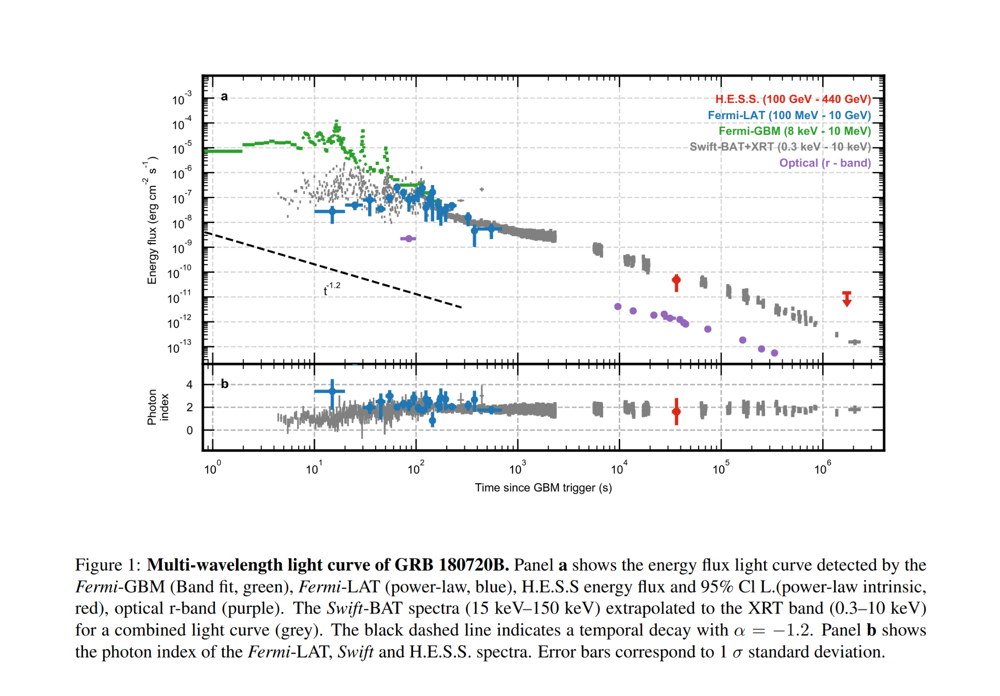 a
H.E.S.S. (100 GeV - 440 GeV)
Fermi-LAT (100 MeV - 10 GeV)
Fermi-GBM (8 keV - 10 MeV)
Swift-BAT+XRT (0.3 keV - 10 keV)
Optical (r - band)
Energy flux (erg cm⁻² s⁻¹)
10⁻³
10⁻⁴
10⁻⁵
10⁻⁶
10⁻⁷
10⁻⁸
10⁻⁹
10⁻¹⁰
10⁻¹¹
10⁻¹²
10⁻¹³
t⁻¹·²
b
Photon
index
4
2
0
10⁰ 10¹ 10² 10³ 10⁴ 10⁵ 10⁶
Time since GBM trigger (s)
Figure 1: Multi-wavelength light curve of GRB 180720B. Panel a shows the energy flux light curve detected by the
Fermi-GBM (Band fit, green), Fermi-LAT (power-law, blue), H.E.S.S energy flux and 95% Cl L.(power-law intrinsic,
red), optical r-band (purple). The Swift-BAT spectra (15 keV–150 keV) extrapolated to the XRT band (0.3–10 keV)
for a combined light curve (grey). The black dashed line indicates a temporal decay with α = −1.2. Panel b shows
the photon index of the Fermi-LAT, Swift and H.E.S.S. spectra. Error bars correspond to 1 σ standard deviation.